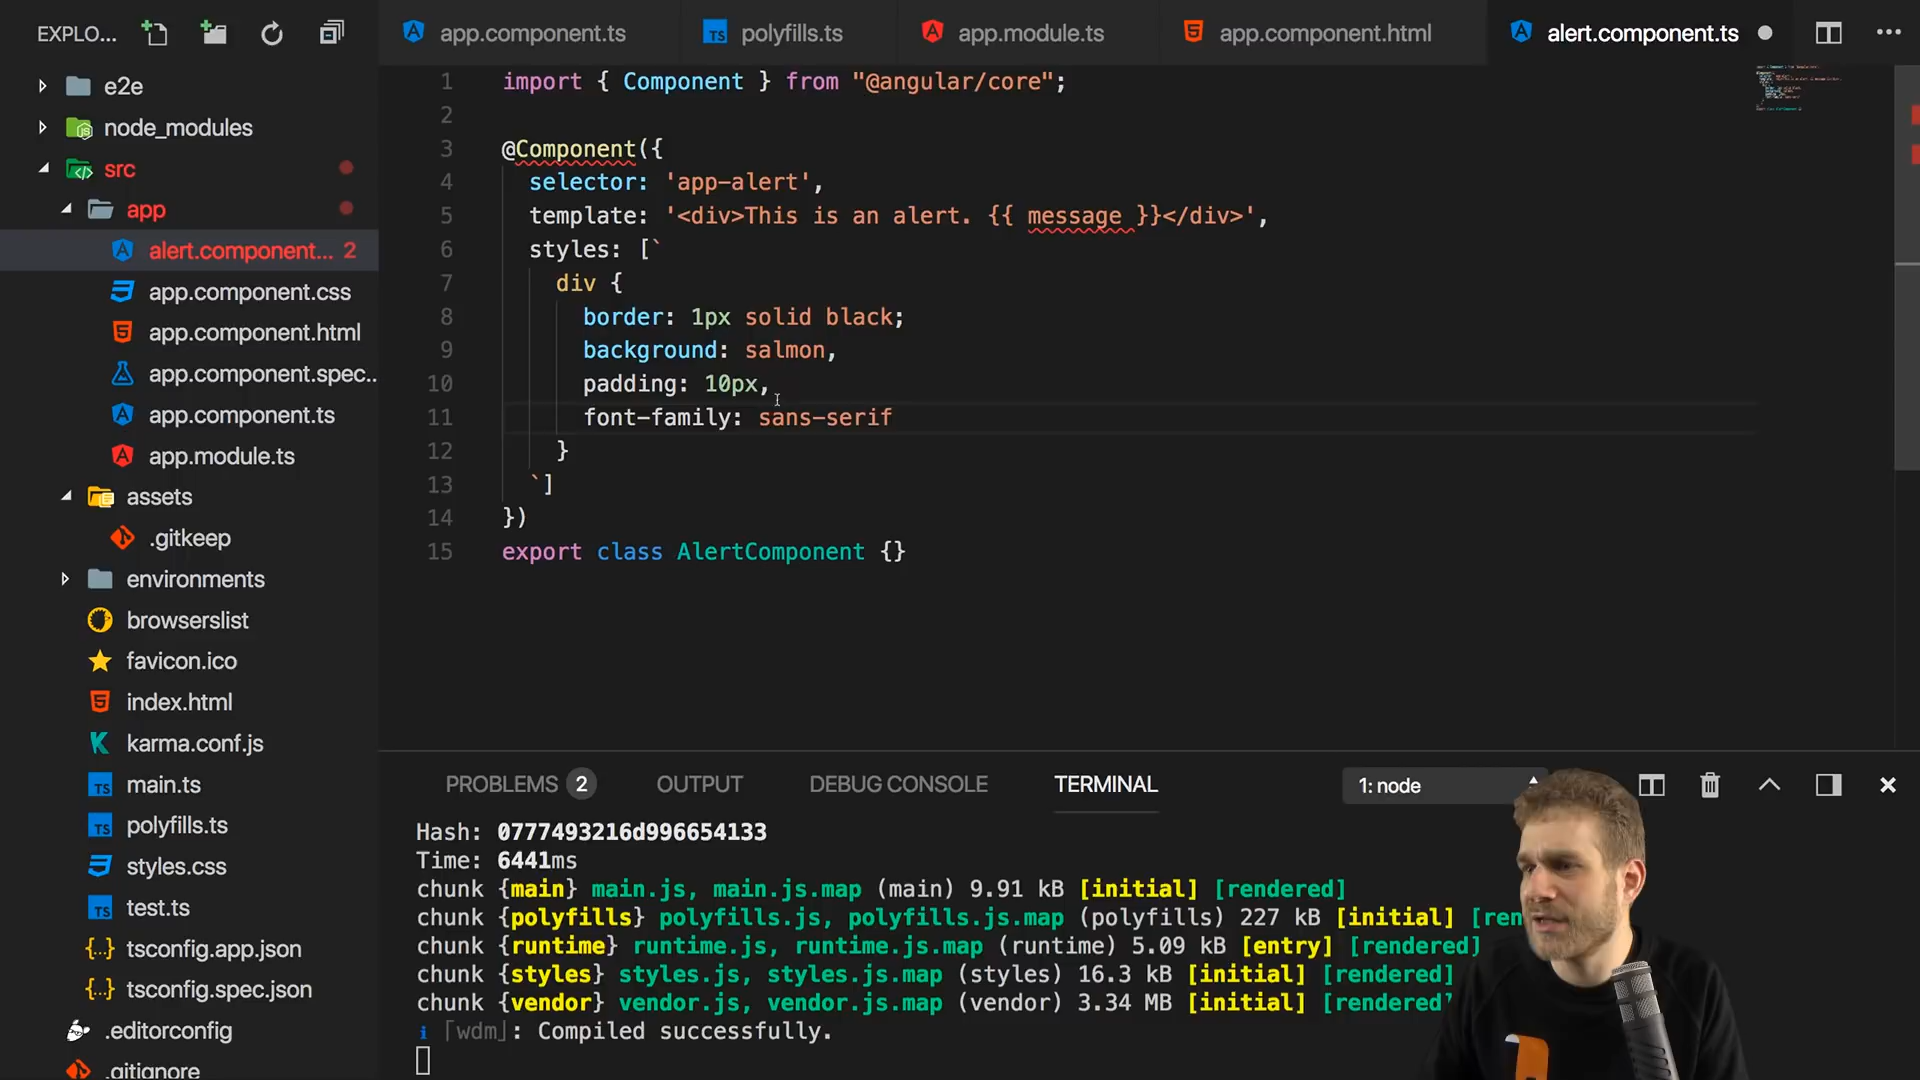 EXPLO...
app.component.ts
polyfills.ts
app.module.ts
app.component.html
alert.component.ts
e2e
node_modules
src
app
alert.component... 2
app.component.css
app.component.html
app.component.spec..
app.component.ts
app.module.ts
assets
.gitkeep
environments
browserslist
favicon.ico
index.html
karma.conf.js
TS main.ts
TS polyfills.ts
styles.css
TS test.ts
{..} tsconfig.app.json
{..} tsconfig.spec.json
.editorconfig
.gitignore
1 import { Component } from "@angular/core";
2
3 @Component({
4 selector: 'app-alert',
5 template: '<div>This is an alert. {{ message }}</div>',
6 styles: [`
7 div {
8 border: 1px solid black;
9 background: salmon,
10 padding: 10px,
11 font-family: sans-serif
12 }
13 `]
14 })
15 export class AlertComponent {}
PROBLEMS 2 OUTPUT DEBUG CONSOLE TERMINAL 1: node
Hash: 0777493216d996654133
Time: 6441ms
chunk {main} main.js, main.js.map (main) 9.91 kB [initial] [rendered]
chunk {polyfills} polyfills.js, polyfills.js.map (polyfills) 227 kB [initial] [ren
chunk {runtime} runtime.js, runtime.js.map (runtime) 5.09 kB [entry] [rendered]
chunk {styles} styles.js, styles.js.map (styles) 16.3 kB [initial] [rendered]
chunk {vendor} vendor.js, vendor.js.map (vendor) 3.34 MB [initial] [rendered]
i ｢wdm｣: Compiled successfully.